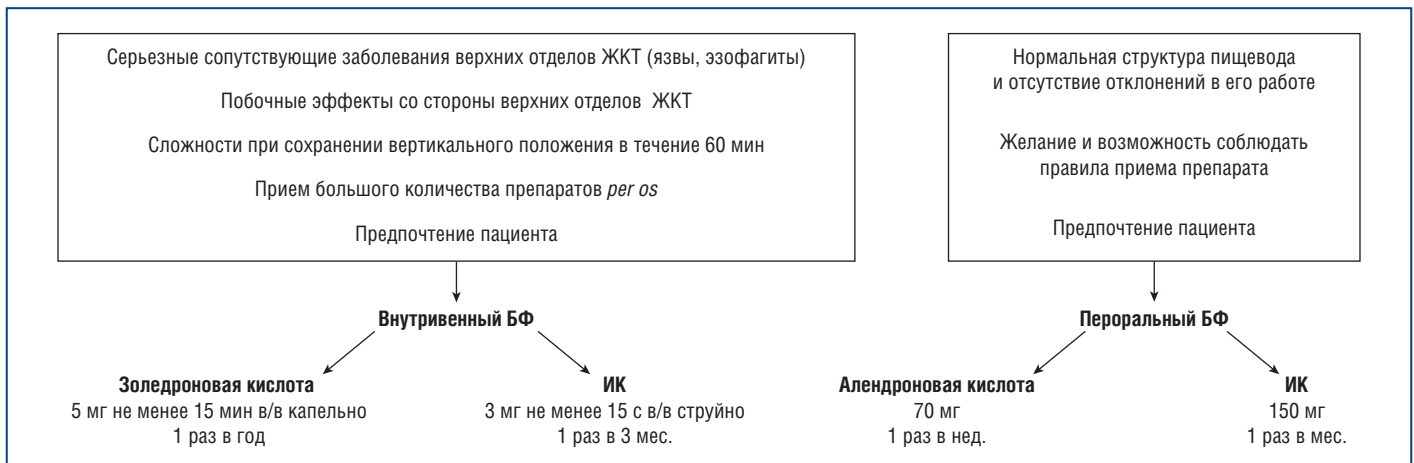 Серьезные сопутствующие заболевания верхних отделов ЖКТ (язвы, эзофагиты)
Побочные эффекты со стороны верхних отделов ЖКТ
Сложности при сохранении вертикального положения в течение 60 мин
Прием большого количества препаратов per os
Предпочтение пациента
Нормальная структура пищевода
и отсутствие отклонений в его работе
Желание и возможность соблюдать
правила приема препарата
Предпочтение пациента
Внутривенный БФ
Пероральный БФ
Золедроновая кислота
5 мг не менее 15 мин в/в капельно
1 раз в год
ИК
3 мг не менее 15 с в/в струйно
1 раз в 3 мес.
Алендроновая кислота
70 мг
1 раз в нед.
ИК
150 мг
1 раз в мес.